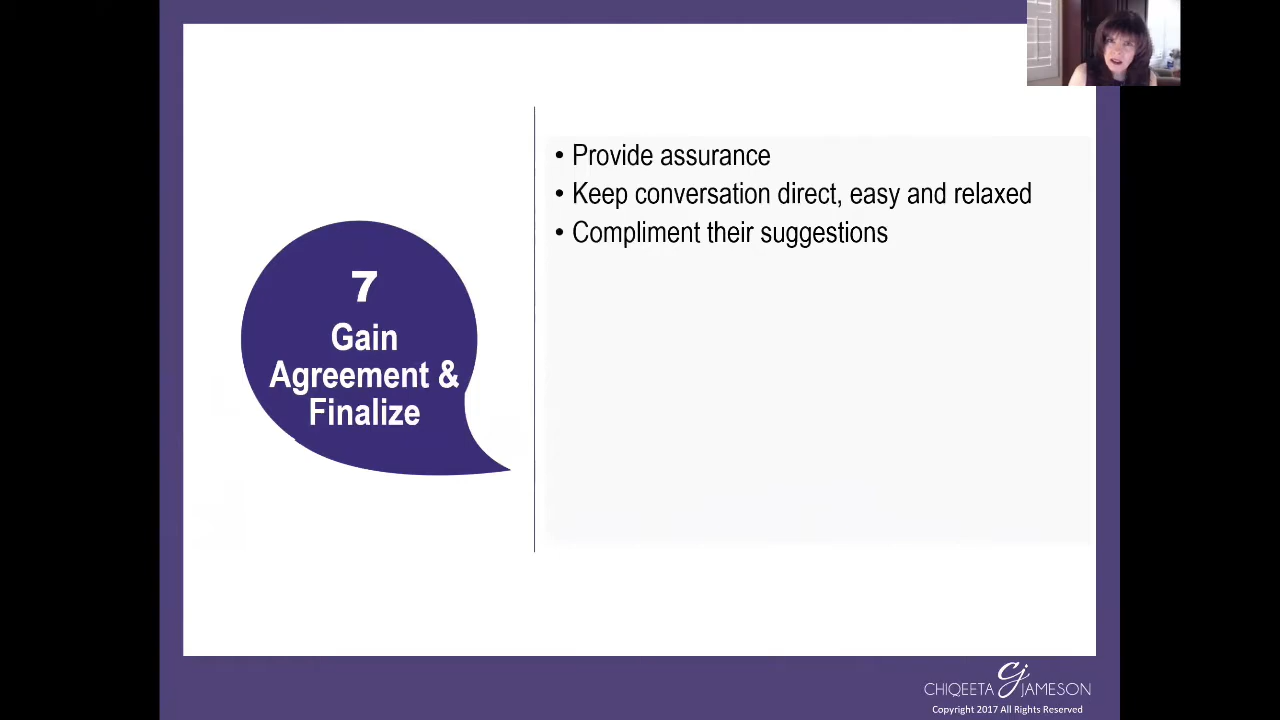 7
Gain
Agreement &
Finalize
• Provide assurance
• Keep conversation direct, easy and relaxed
• Compliment their suggestions
CHIQEETA cj JAMESON
Copyright 2017 All Rights Reserved